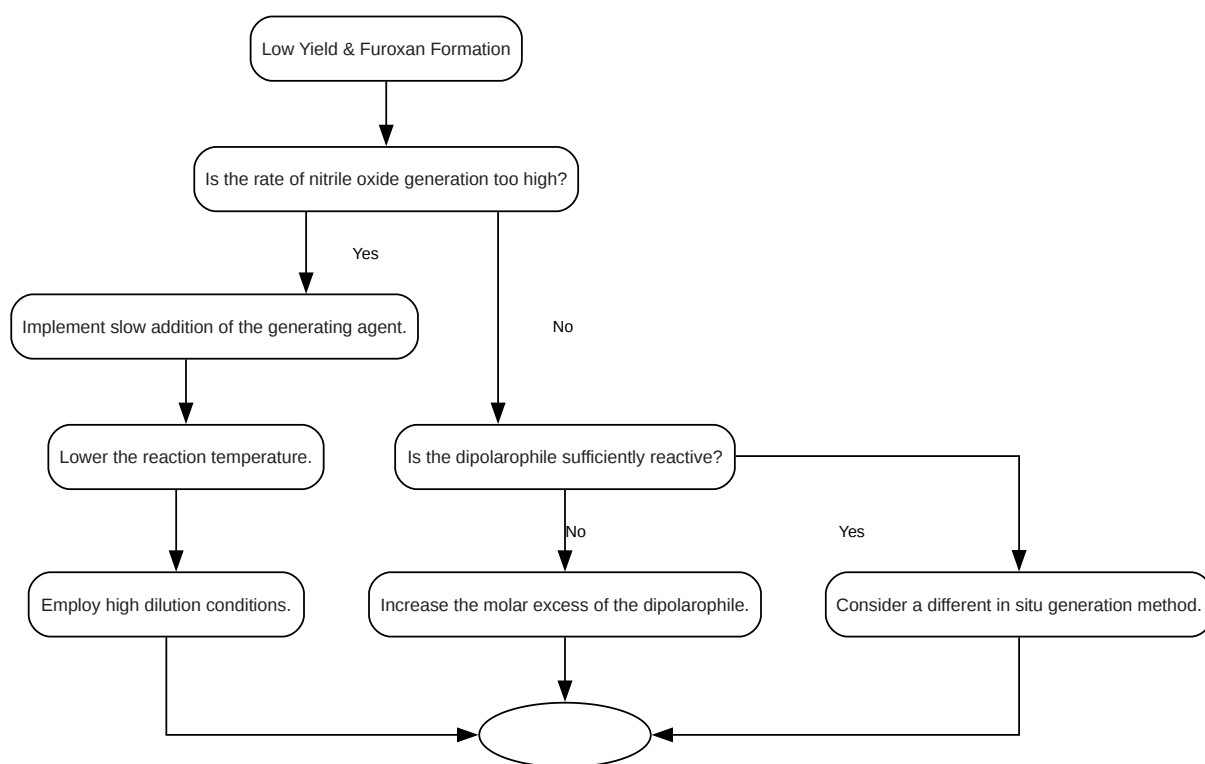 Low Yield & Furoxan Formation
Is the rate of nitrile oxide generation too high?
Yes
Implement slow addition of the generating agent.
No
Lower the reaction temperature.
Is the dipolarophile sufficiently reactive?
No
Yes
Employ high dilution conditions.
Increase the molar excess of the dipolarophile.
Consider a different in situ generation method.